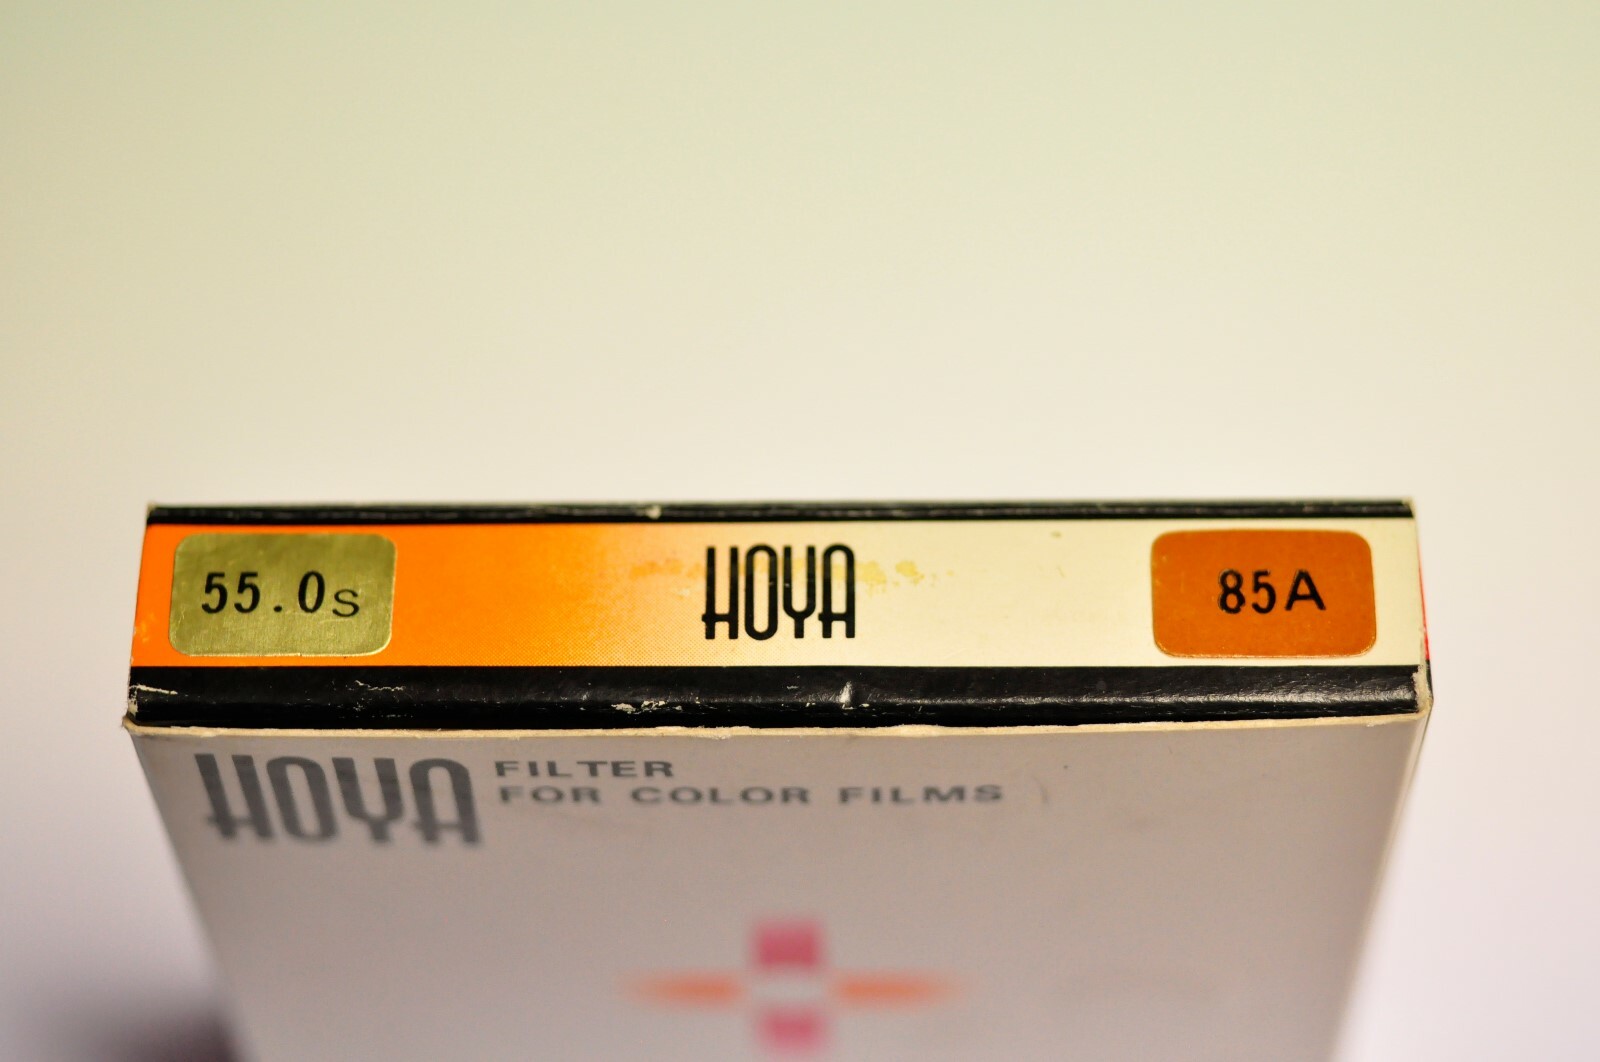 55.0s
HOYA
85A
HOYA
FILTER
FOR COLOR FILMS